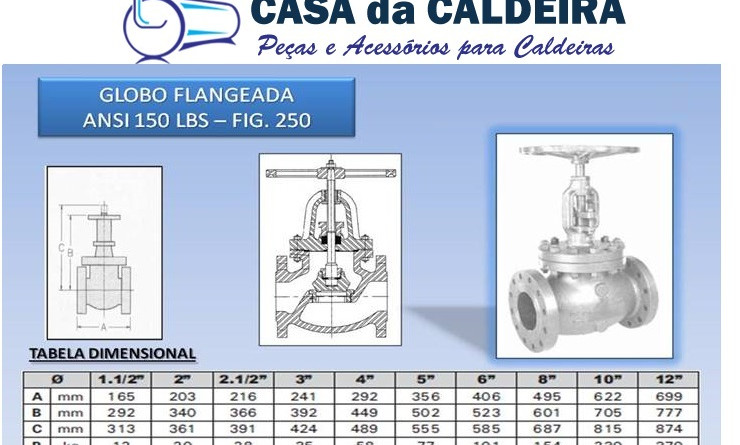 CASA da CALDEIRA
Peças e Acessórios para Caldeiras
GLOBO FLANGEADA
ANSI 150 LBS – FIG. 250
C
B
A
TABELA DIMENSIONAL
Ø 1.1/2" 2" 2.1/2" 3" 4" 5" 6" 8" 10" 12"
A mm 165 203 216 241 292 356 406 495 622 699
B mm 292 340 366 392 449 502 523 601 705 777
C mm 313 361 391 424 489 555 585 687 815 874